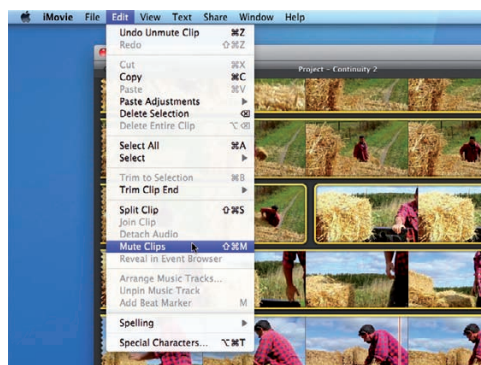 iMovie File Edit View Text Share Window Help
Undo Unmute Clip ⌘Z
Redo ⇧⌘Z
Project - Continuity 2
Cut ⌘X
Copy ⌘C
Paste ⌘V
Paste Adjustments ▶
Delete Selection ⌫
Delete Entire Clip ⌥⌫
Select All ⌘A
Select ▶
Trim to Selection ⌘B
Trim Clip End ▶
Split Clip ⇧⌘S
Join Clip
Detach Audio
Mute Clips ⇧⌘M
Reveal in Event Browser
Arrange Music Tracks...
Unpin Music Track
Add Beat Marker M
Spelling ▶
Special Characters... ⌥⌘T